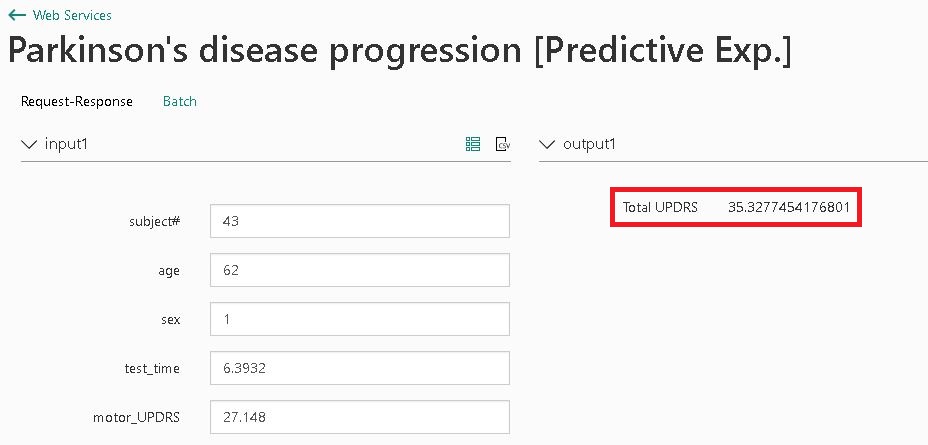 Web Services
Parkinson's disease progression [Predictive Exp.]
Request-Response Batch
input1 CSV output1
Total UPDRS 35.3277454176801
subject# 43
age 62
sex 1
test_time 6.3932
motor_UPDRS 27.148